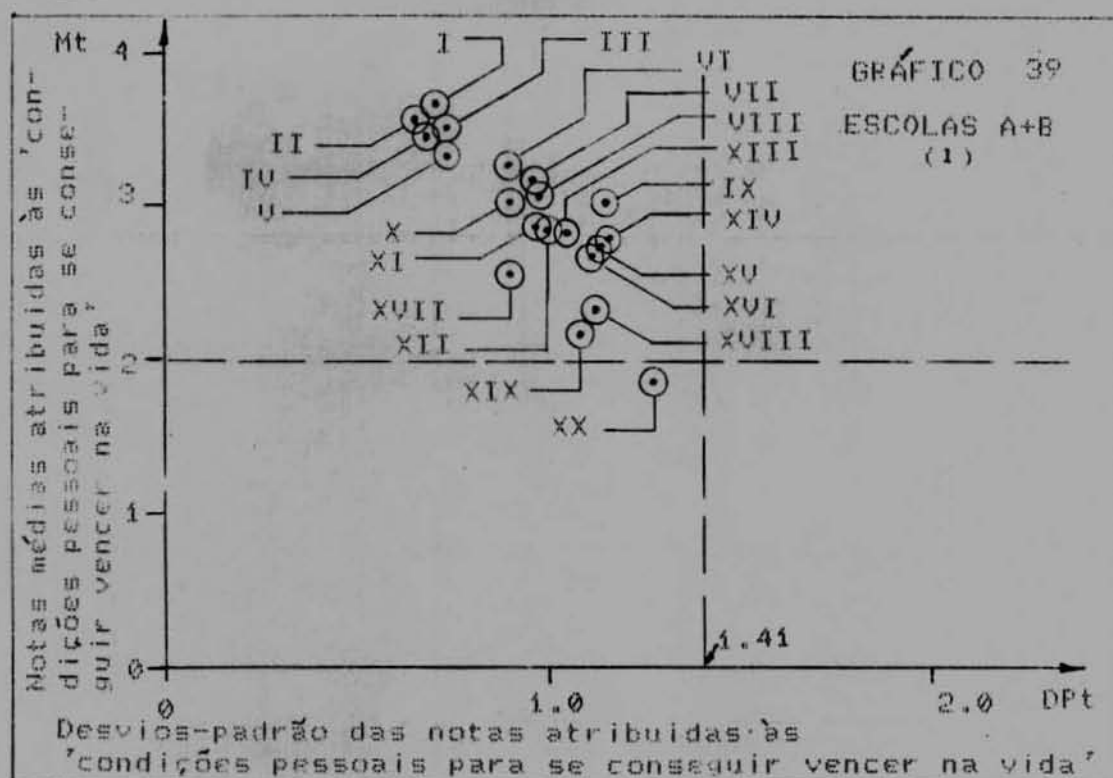 Mt
4
I
III
VI
GRÁFICO 39
VII
ESCOLAS A+B
VIII
(1)
II
XIII
IV
3
IX
V
XIV
X
XI
XV
XVII
XVI
XII
XVIII
2
XIX
XX
1
1.41
0
0
1.0
2.0
DPt
Notas médias atribuidas às 'con-
dições pessoais para se conse-
guir vencer na vida'
Desvios-padrão das notas atribuidas às
'condições pessoais para se conseguir vencer na vida'